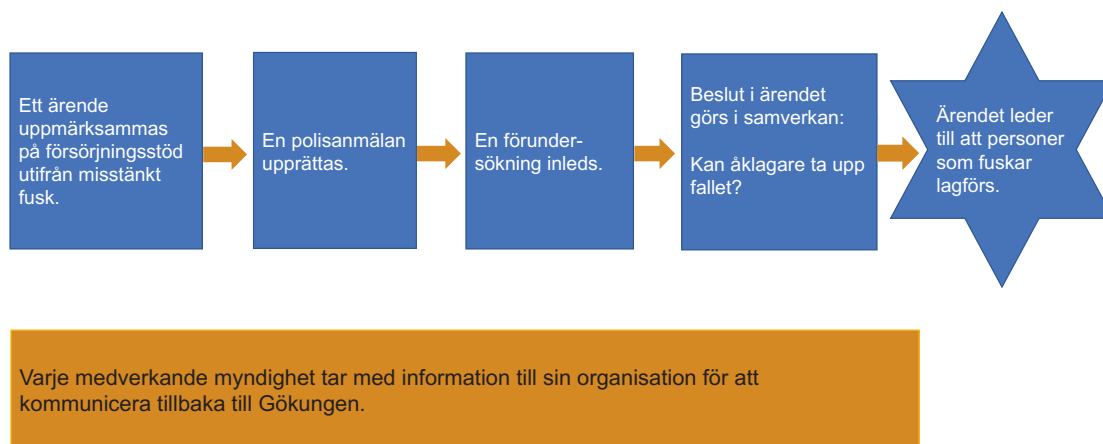 Ett ärende
uppmärksammas
på försörjningsstöd
utifrån misstänkt
fusk.
En polisanmälan
upprättas.
En förunder-
sökning inleds.
Beslut i ärendet
görs i samverkan:
Kan åklagare ta upp
fallet?
Ärendet leder
till att personer
som fuskar
lagförs.
Varje medverkande myndighet tar med information till sin organisation för att
kommunicera tillbaka till Gökungen.